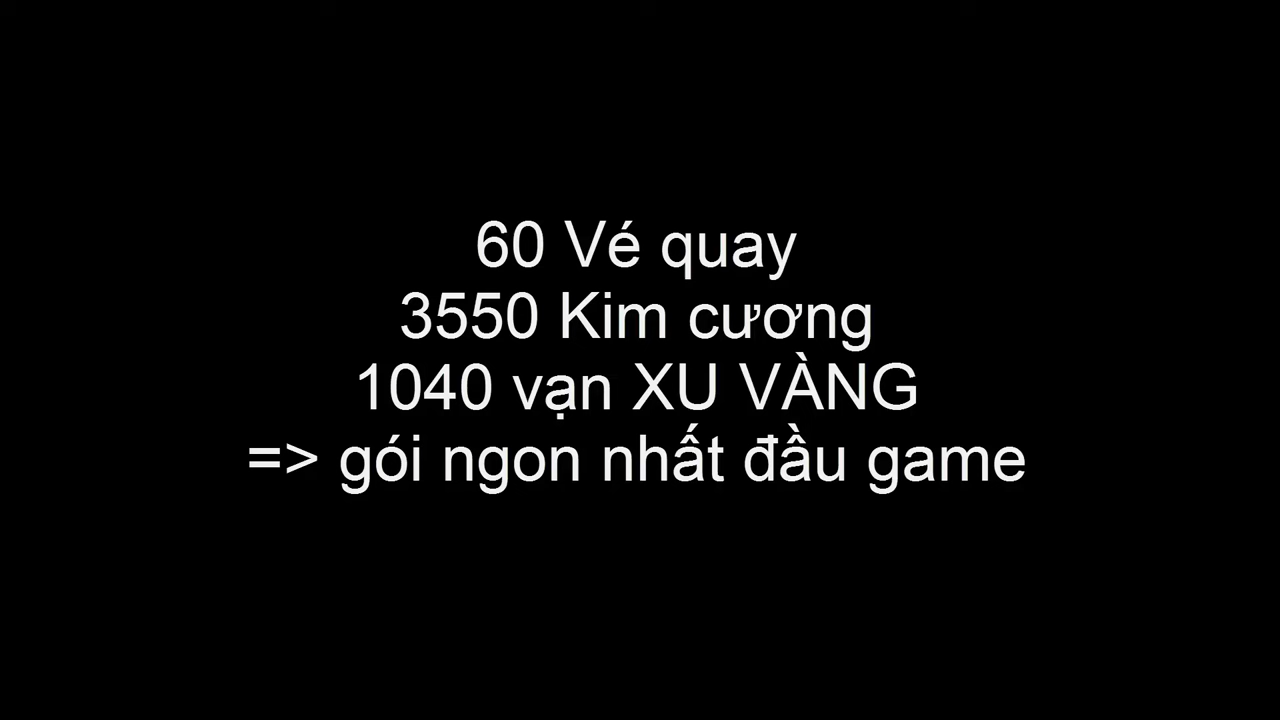 60 Vé quay
3550 Kim cương
1040 vạn XU VÀNG
=> gói ngon nhất đầu game